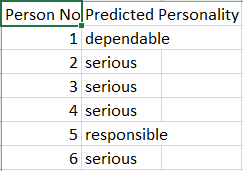 Person No Predicted Personality
1 dependable
2 serious
3 serious
4 serious
5 responsible
6 serious